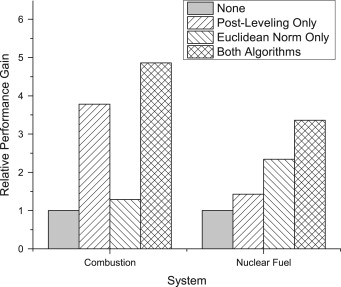 None
Post-Leveling Only
Euclidean Norm Only
Both Algorithms
Relative Performance Gain
6
5
4
3
2
1
0
Combustion Nuclear Fuel
System